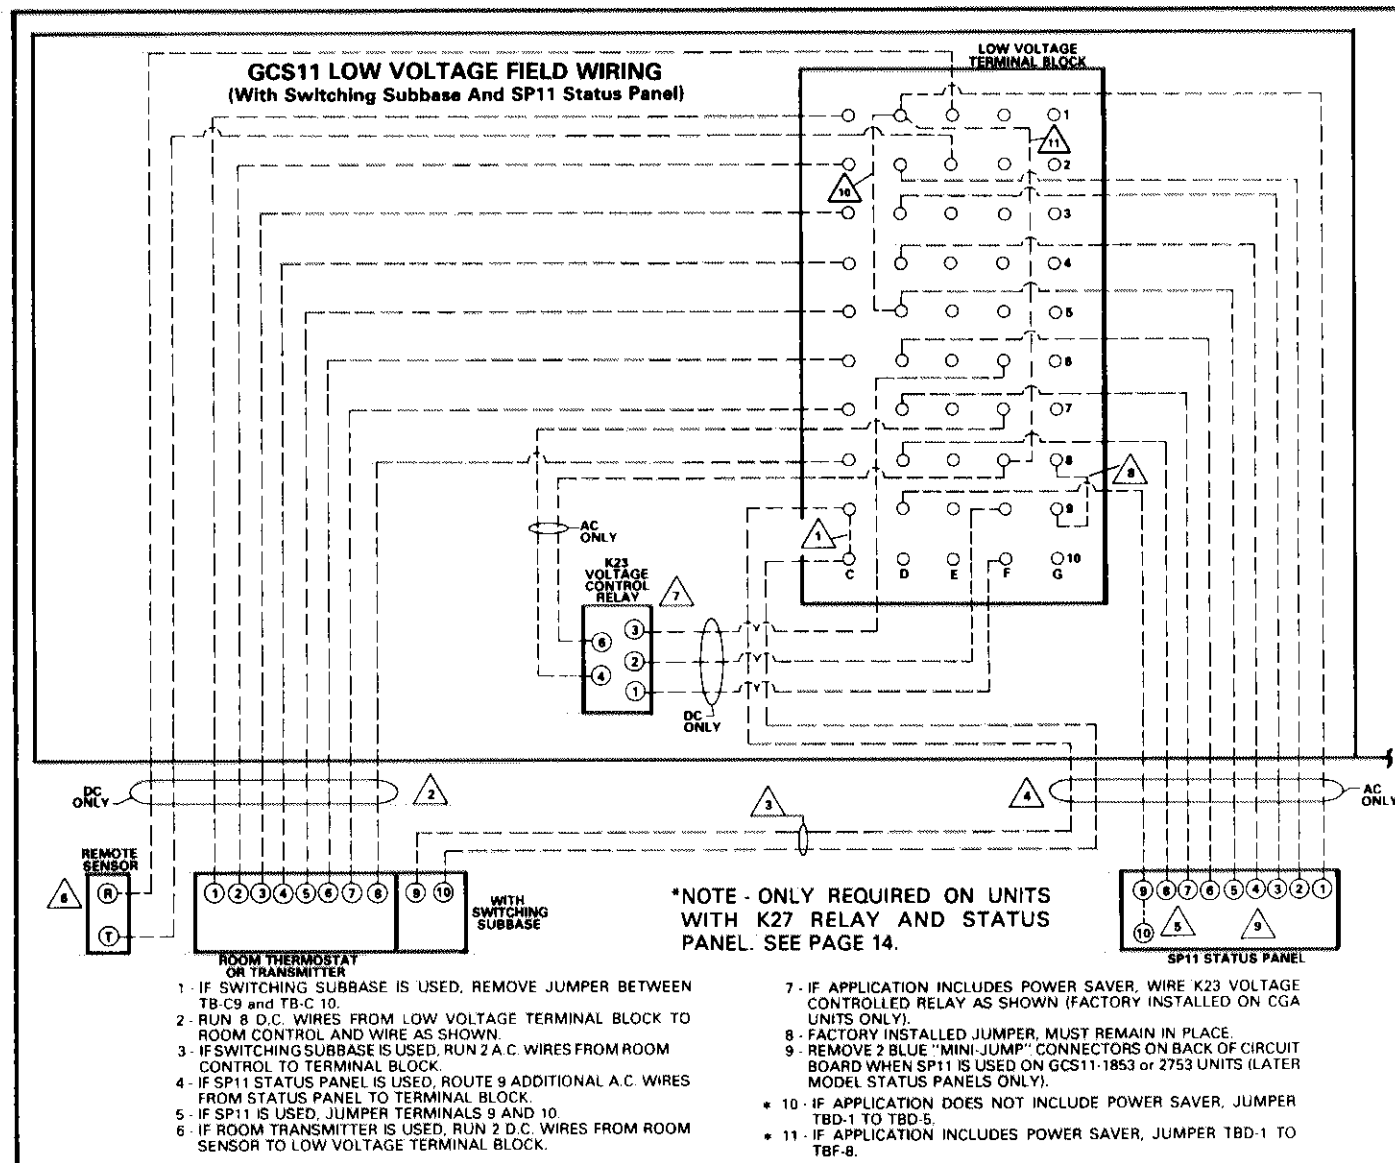 GCS11 LOW VOLTAGE FIELD WIRING
(With Switching Subbase And SP11 Status Panel)
LOW VOLTAGE
TERMINAL BLOCK
1
11
2
10
3
4
5
6
7
8
8
9
1
10
C D E F G
AC
ONLY
K23
VOLTAGE
CONTROL
RELAY
7
3
6
2
4
1
DC
ONLY
DC
ONLY
2
3
4
AC
ONLY
REMOTE
SENSOR
6
R
T
1 2 3 4 5 6 7 8 9 10
WITH
SWITCHING
SUBBASE
ROOM THERMOSTAT
OR TRANSMITTER
*NOTE - ONLY REQUIRED ON UNITS
WITH K27 RELAY AND STATUS
PANEL. SEE PAGE 14.
9 8 7 6 5 4 3 2 1
10 5 9
SP11 STATUS PANEL
1 - IF SWITCHING SUBBASE IS USED, REMOVE JUMPER BETWEEN
TB-C9 and TB-C 10.
2 - RUN 8 D.C. WIRES FROM LOW VOLTAGE TERMINAL BLOCK TO
ROOM CONTROL AND WIRE AS SHOWN.
3 - IF SWITCHING SUBBASE IS USED, RUN 2 A.C. WIRES FROM ROOM
CONTROL TO TERMINAL BLOCK.
4 - IF SP11 STATUS PANEL IS USED, ROUTE 9 ADDITIONAL A.C. WIRES
FROM STATUS PANEL TO TERMINAL BLOCK.
5 - IF SP11 IS USED, JUMPER TERMINALS 9 AND 10.
6 - IF ROOM TRANSMITTER IS USED, RUN 2 D.C. WIRES FROM ROOM
SENSOR TO LOW VOLTAGE TERMINAL BLOCK.
7 - IF APPLICATION INCLUDES POWER SAVER, WIRE K23 VOLTAGE
CONTROLLED RELAY AS SHOWN (FACTORY INSTALLED ON CGA
UNITS ONLY).
8 - FACTORY INSTALLED JUMPER, MUST REMAIN IN PLACE.
9 - REMOVE 2 BLUE "MINI-JUMP" CONNECTORS ON BACK OF CIRCUIT
BOARD WHEN SP11 IS USED ON GCS11-1853 or 2753 UNITS (LATER
MODEL STATUS PANELS ONLY).
* 10 - IF APPLICATION DOES NOT INCLUDE POWER SAVER, JUMPER
TBD-1 TO TBD-5.
* 11 - IF APPLICATION INCLUDES POWER SAVER, JUMPER TBD-1 TO
TBF-8.